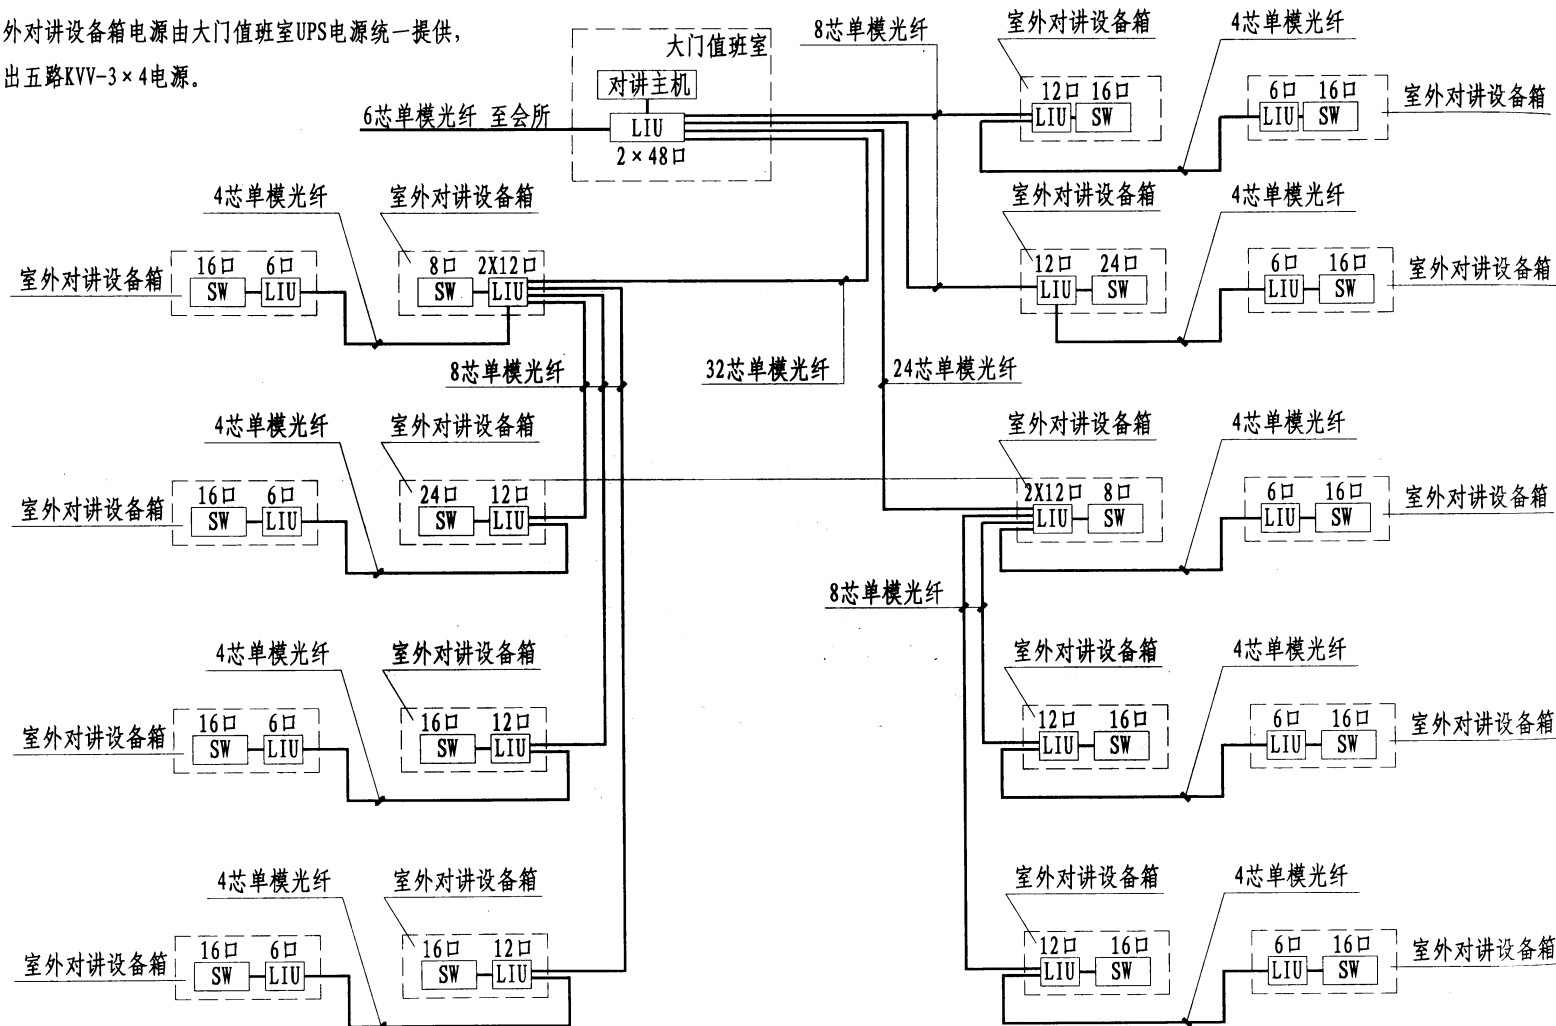 外对讲设备箱电源由大门值班室UPS电源统一提供，
出五路KVV-3×4电源。
大门值班室
对讲主机
6芯单模光纤 至会所
LIU
2×48口
8芯单模光纤
室外对讲设备箱
4芯单模光纤
12口 16口
LIU SW
6口 16口
LIU SW
室外对讲设备箱
4芯单模光纤
室外对讲设备箱
室外对讲设备箱
16口 6口
SW LIU
8口 2X12口
SW LIU
室外对讲设备箱
4芯单模光纤
12口 24口
LIU SW
6口 16口
LIU SW
室外对讲设备箱
8芯单模光纤
32芯单模光纤
24芯单模光纤
4芯单模光纤
室外对讲设备箱
室外对讲设备箱
16口 6口
SW LIU
24口 12口
SW LIU
室外对讲设备箱
4芯单模光纤
2X12口 8口
LIU SW
6口 16口
LIU SW
室外对讲设备箱
8芯单模光纤
4芯单模光纤
室外对讲设备箱
室外对讲设备箱
16口 6口
SW LIU
16口 12口
SW LIU
室外对讲设备箱
4芯单模光纤
12口 16口
LIU SW
6口 16口
LIU SW
室外对讲设备箱
4芯单模光纤
室外对讲设备箱
室外对讲设备箱
16口 6口
SW LIU
16口 12口
SW LIU
室外对讲设备箱
4芯单模光纤
12口 16口
LIU SW
6口 16口
LIU SW
室外对讲设备箱